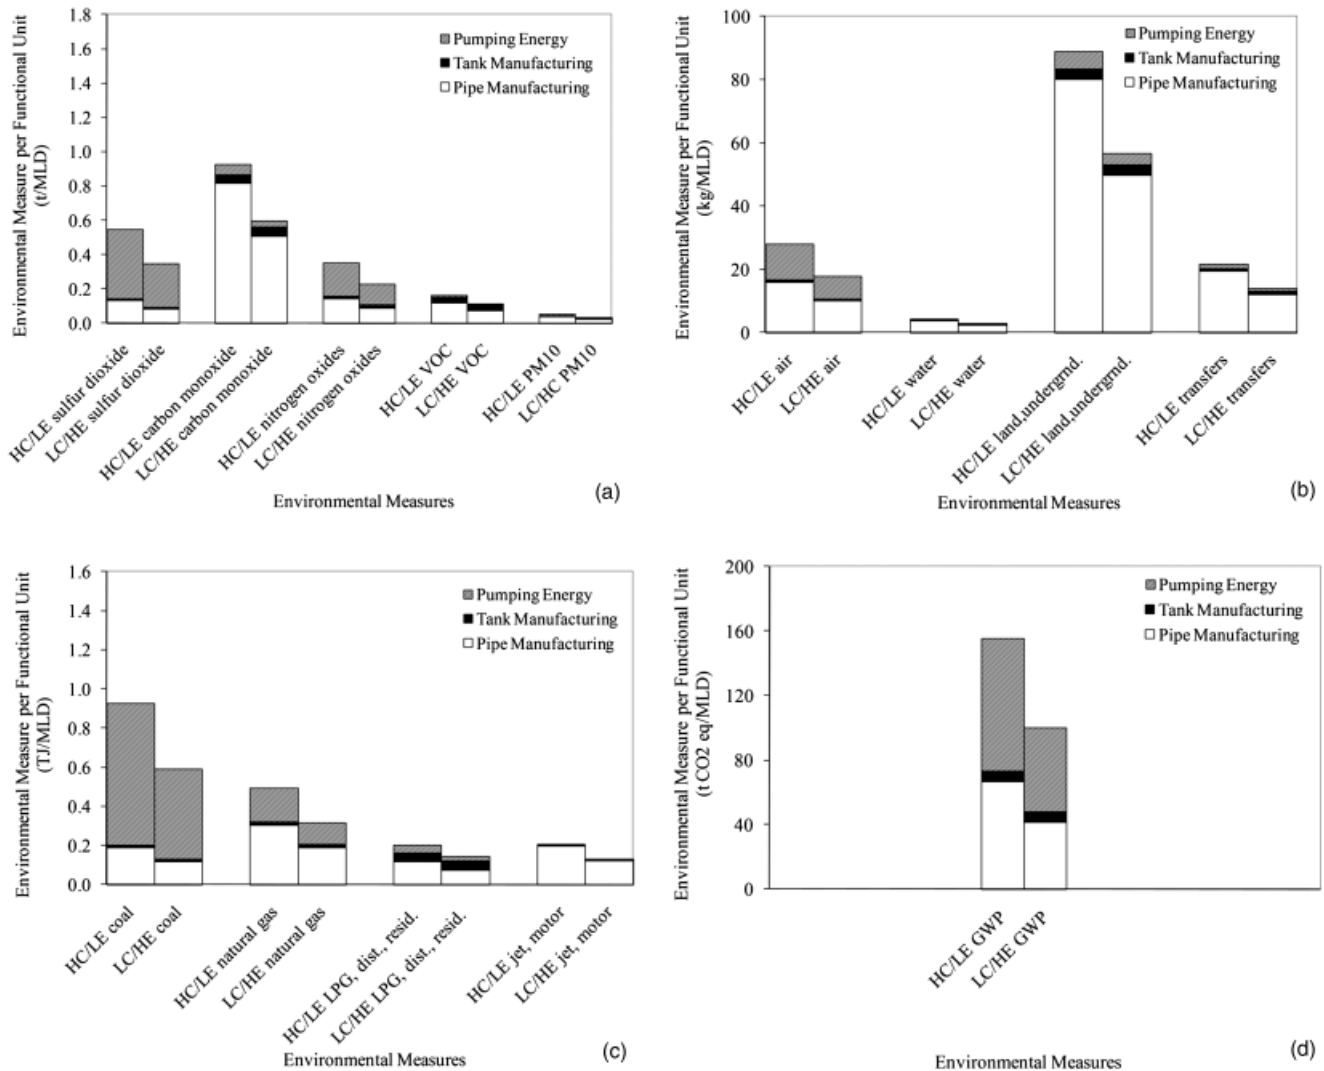 Environmental Measure per Functional Unit
(t/MLD)
1.8
1.6
1.4
1.2
1.0
0.8
0.6
0.4
0.2
0.0
Pumping Energy
Tank Manufacturing
Pipe Manufacturing
HC/LE sulfur dioxide
LC/HE sulfur dioxide
HC/LE carbon monoxide
LC/HE carbon monoxide
HC/LE nitrogen oxides
LC/HE nitrogen oxides
HC/LE VOC
LC/HE VOC
HC/LE PM10
LC/HC PM10
Environmental Measures
(a)
Environmental Measure per Functional Unit
(kg/MLD)
100
80
60
40
20
0
Pumping Energy
Tank Manufacturing
Pipe Manufacturing
HC/LE air
LC/HE air
HC/LE water
LC/HE water
HC/LE land,undergrnd.
LC/HE land,undergrnd.
HC/LE transfers
LC/HE transfers
Environmental Measures
(b)
Environmental Measure per Functional Unit
(TJ/MLD)
1.6
1.4
1.2
1.0
0.8
0.6
0.4
0.2
0.0
Pumping Energy
Tank Manufacturing
Pipe Manufacturing
HC/LE coal
LC/HE coal
HC/LE natural gas
LC/HE natural gas
HC/LE LPG, dist., resid.
LC/HE LPG, dist., resid.
HC/LE jet, motor
LC/HE jet, motor
Environmental Measures
(c)
Environmental Measure per Functional Unit
(t CO2 eq/MLD)
200
160
120
80
40
0
Pumping Energy
Tank Manufacturing
Pipe Manufacturing
HC/LE GWP
LC/HE GWP
Environmental Measures
(d)